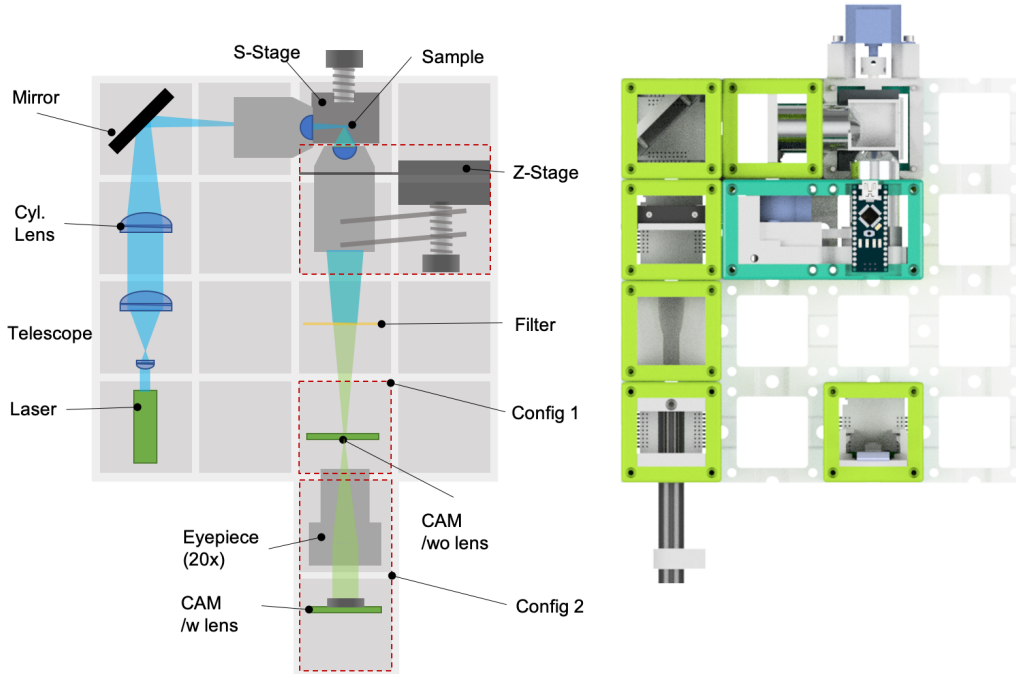 S-Stage
Sample
Mirror
Z-Stage
Cyl.
Lens
Telescope
Filter
Laser
Config 1
CAM
/wo lens
Eyepiece
(20x)
CAM
/w lens
Config 2